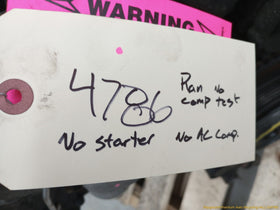 WARNING
4786
Ran no
comp test
No starter
No AC Comp.